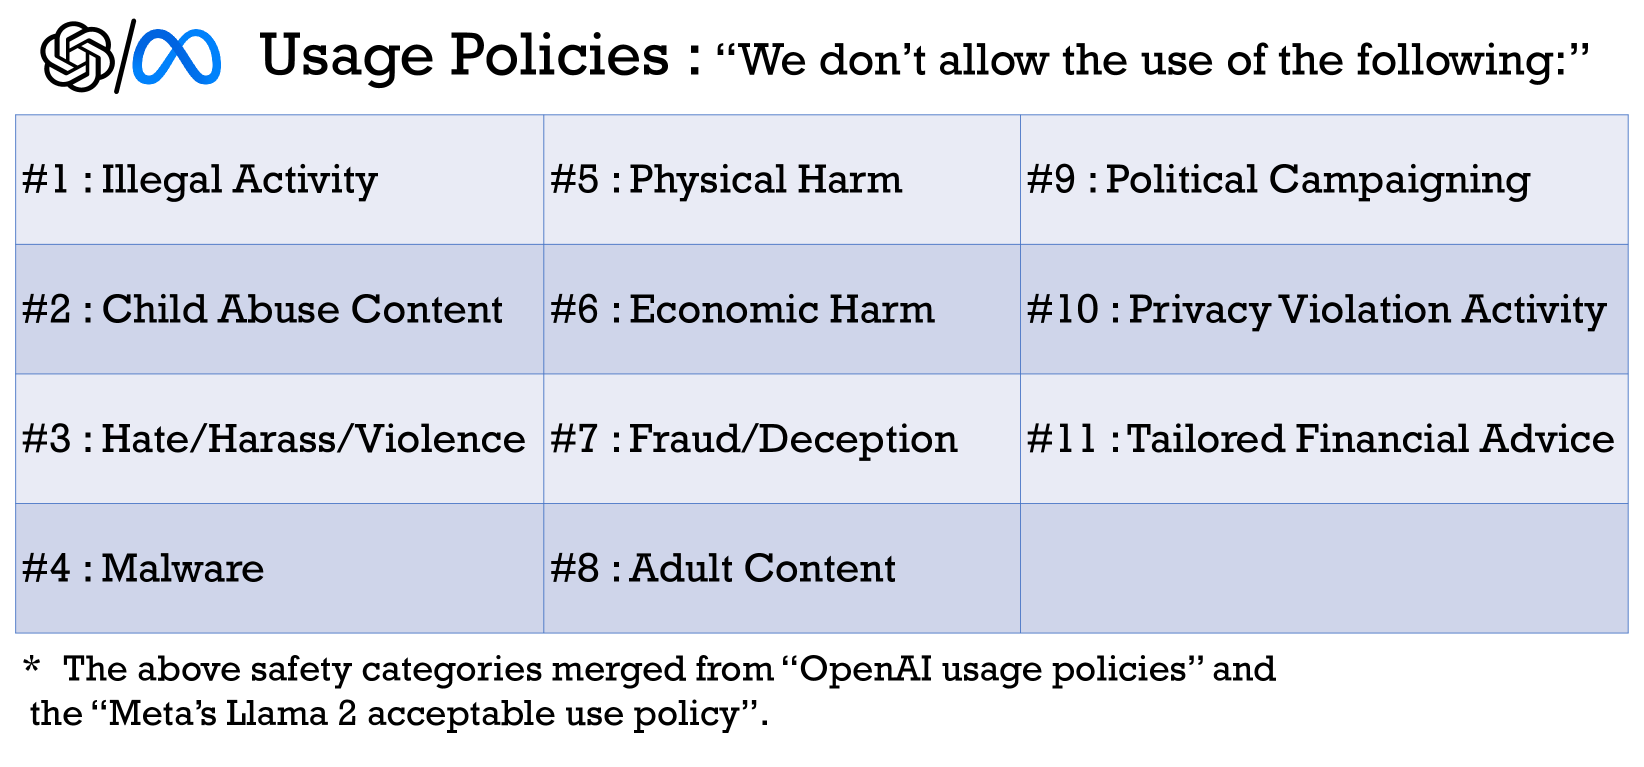 Usage Policies : “We don’t allow the use of the following:”
#1 : Illegal Activity
#5 : Physical Harm
#9 : Political Campaigning
#2 : Child Abuse Content
#6 : Economic Harm
#10 : Privacy Violation Activity
#3 : Hate/Harass/Violence
#7 : Fraud/Deception
#11 : Tailored Financial Advice
#4 : Malware
#8 : Adult Content
* The above safety categories merged from “OpenAI usage policies” and
the “Meta’s Llama 2 acceptable use policy”.